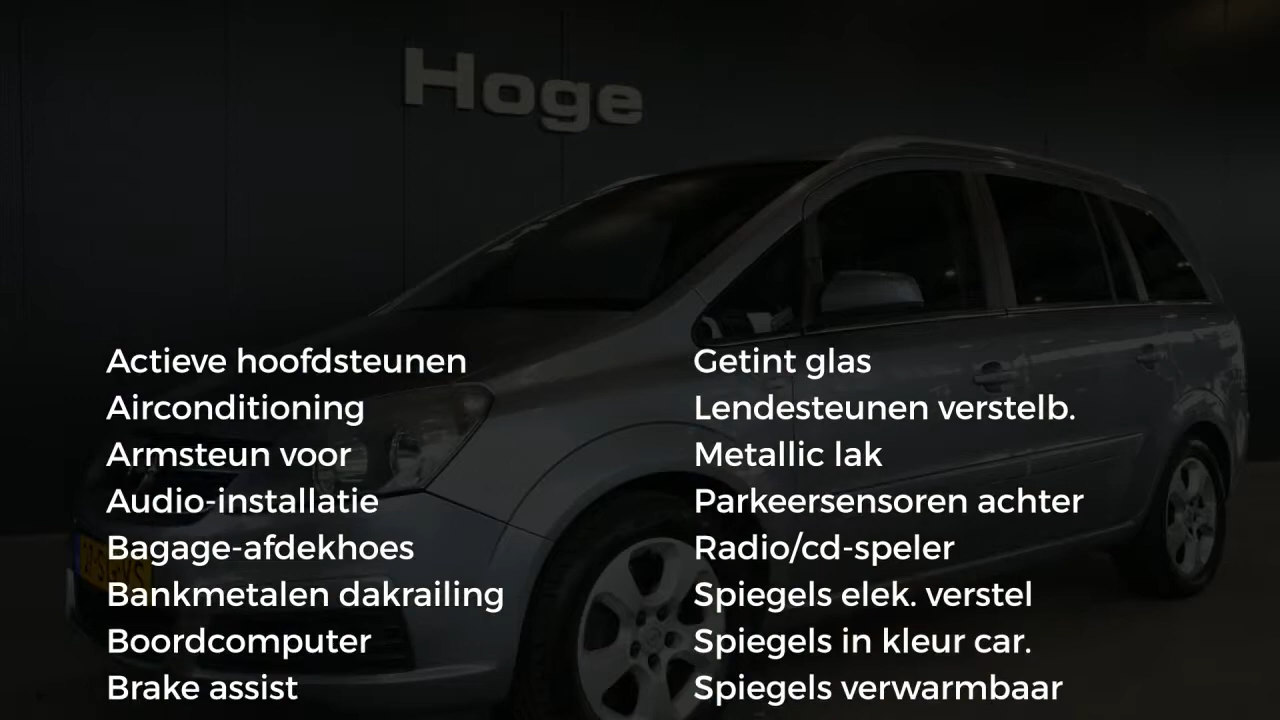 Hoge
Actieve hoofdsteunen
Airconditioning
Armsteun voor
Audio-installatie
Bagage-afdekhoes
Bankmetalen dakrailing
Boordcomputer
Brake assist
Getint glas
Lendesteunen verstelb.
Metallic lak
Parkeersensoren achter
Radio/cd-speler
Spiegels elek. verstel
Spiegels in kleur car.
Spiegels verwarmbaar